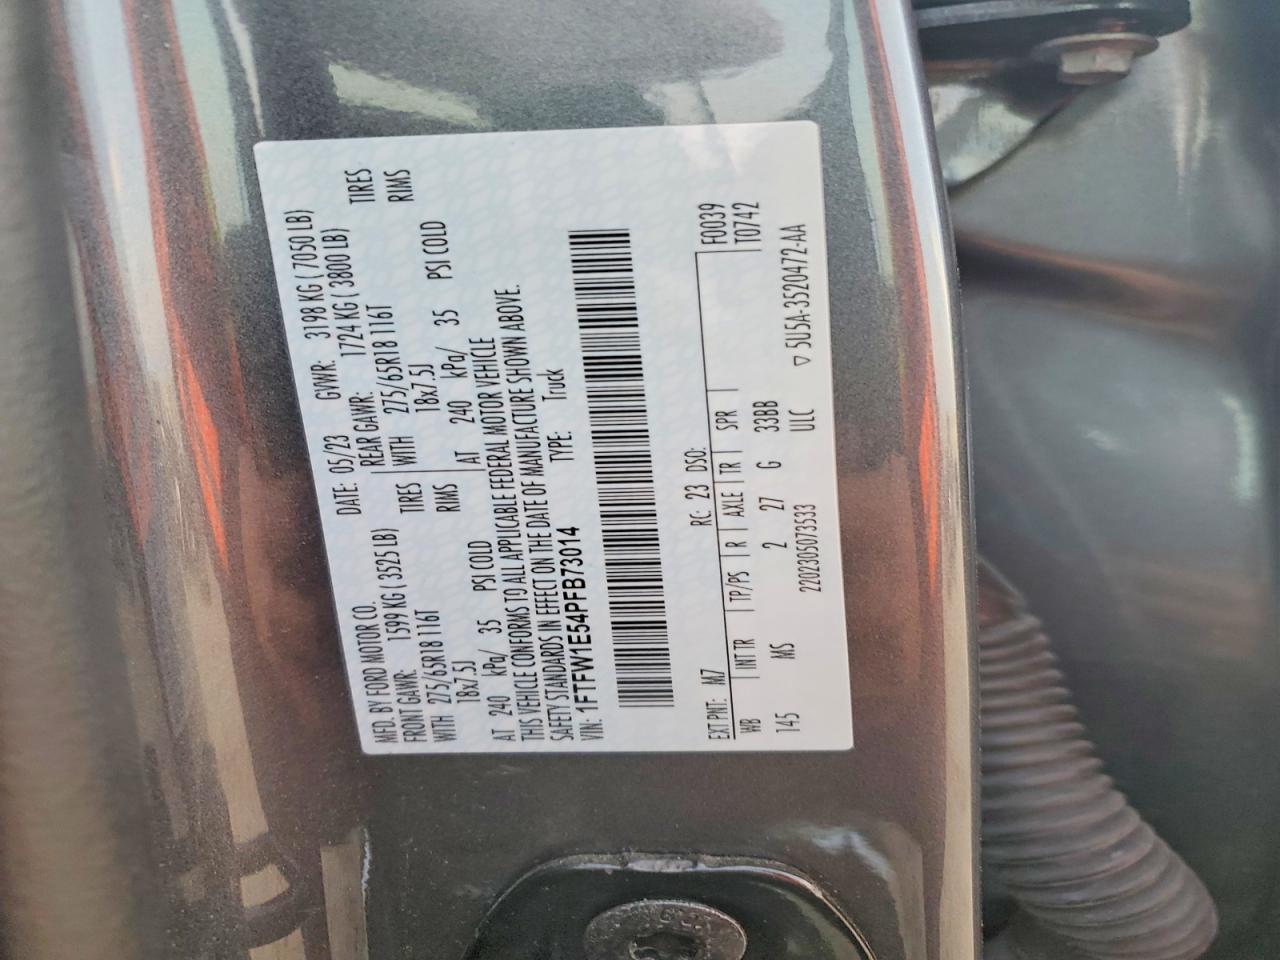 MFD. BY FORD MOTOR CO. DATE: 05/23 GVWR: 3198 KG ( 7050 LB)
FRONT GAWR: 1599 KG ( 3525 LB) REAR GAWR: 1724 KG ( 3800 LB)
WITH 275/65R18 116T TIRES WITH 275/65R18 116T TIRES
18x7.5J RIMS 18x7.5J RIMS
AT 240 kPa/ 35 PSI COLD AT 240 kPa/ 35 PSI COLD
THIS VEHICLE CONFORMS TO ALL APPLICABLE FEDERAL MOTOR VEHICLE
SAFETY STANDARDS IN EFFECT ON THE DATE OF MANUFACTURE SHOWN ABOVE.
VIN: 1FTFW1E54PFB73014 TYPE: Truck
EXT PNT: M7 RC: 23 DSO: F0039
WB INT TR TP/PS R AXLE TR SPR T0742
145 MS 2 27 G 33BB
2202305073533 ULC ▽ 5U5A-3520472-AA